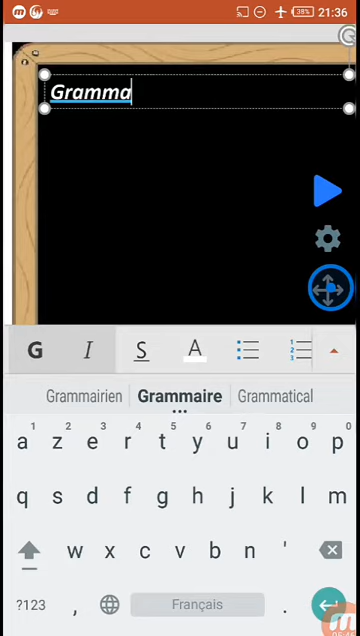 38% 21:36
Gramma
G I S A
Grammairien Grammaire Grammatical
1 2 3 4 5 6 7 8 9 0
a z e r t y u i o p
q s d f g h j k l m
w x c v b n '
?123 , Français .